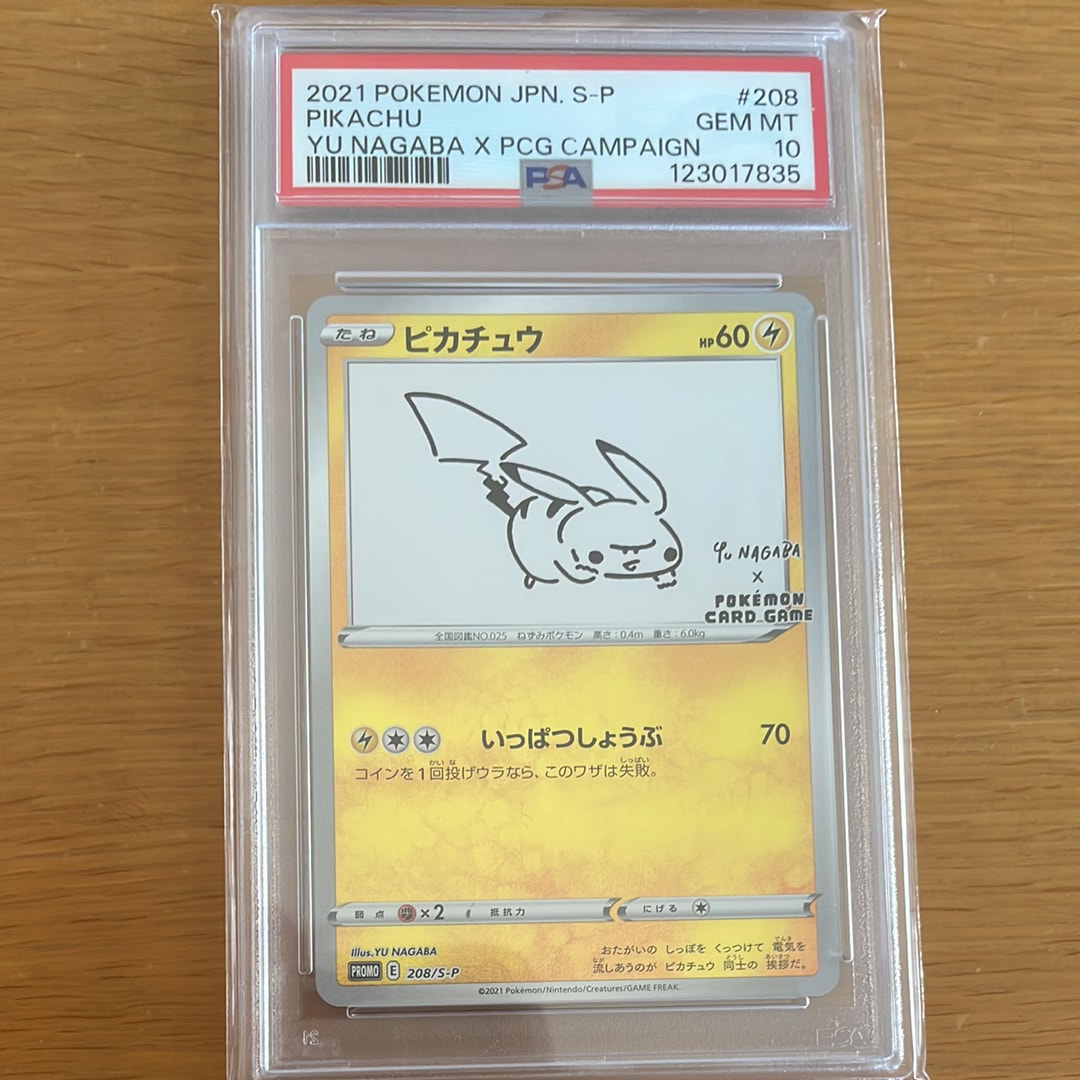 2021 POKEMON JPN. S-P #208
PIKACHU GEM MT
YU NAGABA X PCG CAMPAIGN 10
PSA 123017835
たね ピカチュウ HP60
YU NAGABA
X
POKÉMON
CARD GAME
全国図鑑NO.025 ねずみポケモン 高さ:0.4m 重さ:6.0kg
いっぱつしょうぶ 70
コインを1回投げウラなら、このワザは失敗。
弱点 ×2 抵抗力 にげる
Illus.YU NAGABA
おたがいの しっぽを くっつけて 電気を
流しあうのが ピカチュウ 同士の 挨拶だ。
PROMO E 208/S-P
©2021 Pokémon/Nintendo/Creatures/GAME FREAK.
PSA